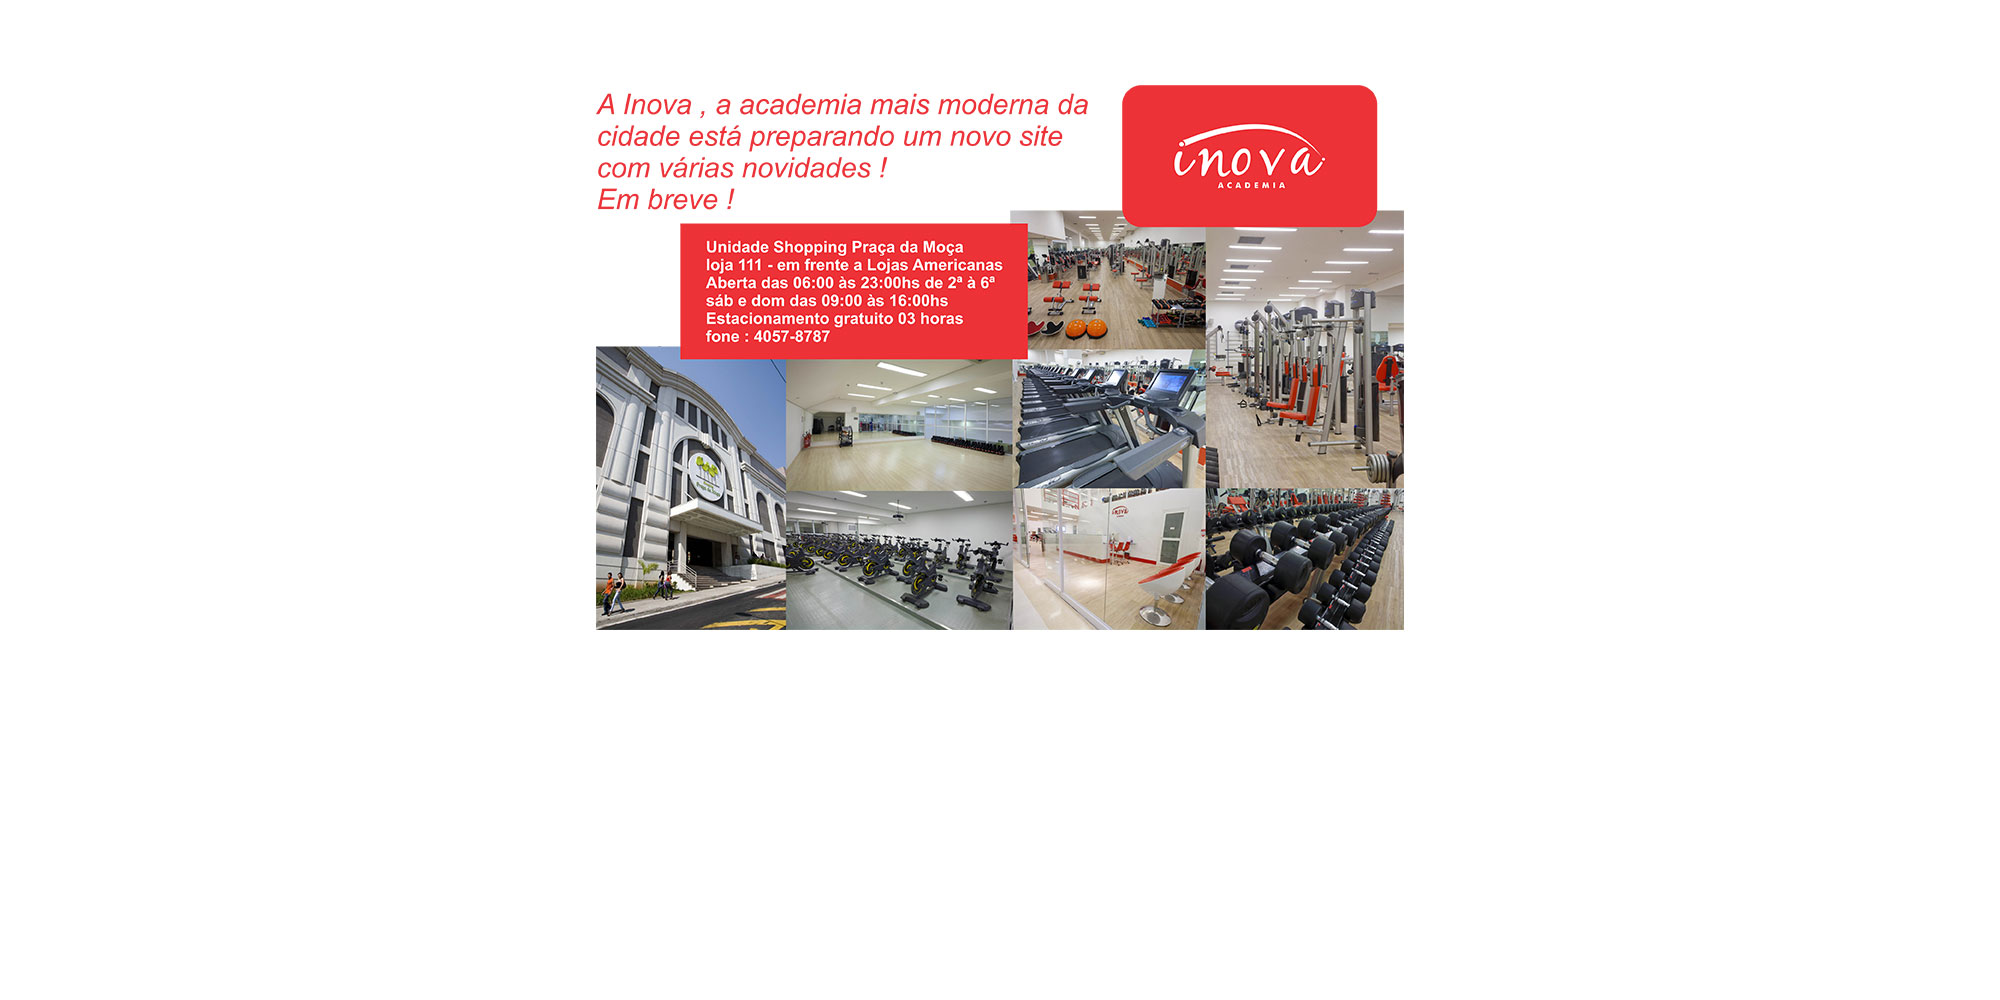 A Inova , a academia mais moderna da
cidade está preparando um novo site
com várias novidades !
Em breve !
inova
ACADEMIA
Unidade Shopping Praça da Moça
loja 111 - em frente a Lojas Americanas
Aberta das 06:00 às 23:00hs de 2ª à 6ª
sáb e dom das 09:00 às 16:00hs
Estacionamento gratuito 03 horas
fone : 4057-8787
inova